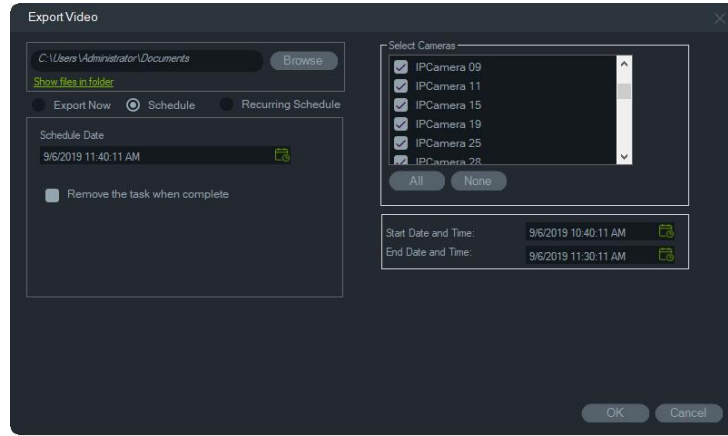 Export Video
C:\Users\Administrator\Documents
Browse
Show files in folder
Export Now
Schedule
Recurring Schedule
Schedule Date
9/6/2019 11:40:11 AM
Remove the task when complete
Select Cameras
IPCamera 09
IPCamera 11
IPCamera 15
IPCamera 19
IPCamera 25
IPCamera 28
All
None
Start Date and Time:
9/6/2019 10:40:11 AM
End Date and Time:
9/6/2019 11:30:11 AM
OK
Cancel